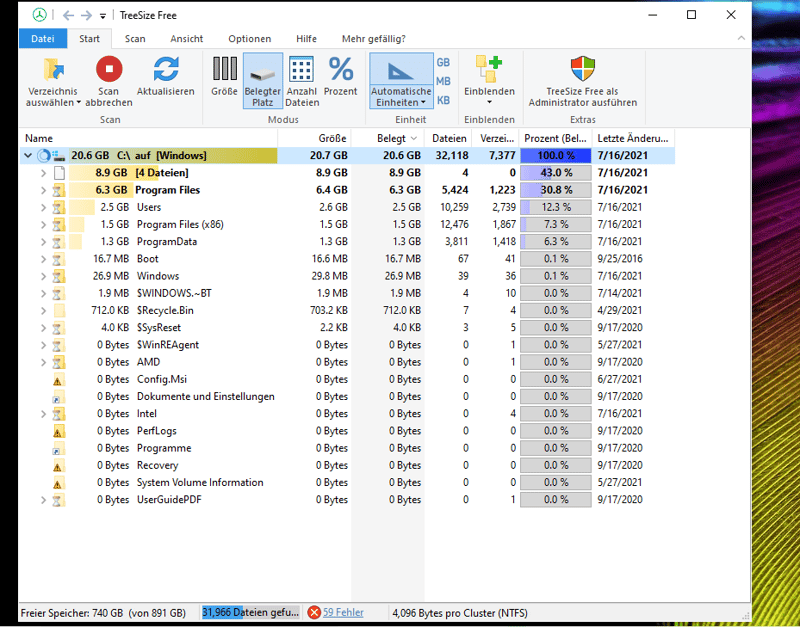 TreeSize Free
Datei Start Scan Ansicht Optionen Hilfe Mehr gefällig?
Verzeichnis auswählen
Scan abbrechen
Aktualisieren
Größe
Belegter Platz
Anzahl Dateien
Prozent
Automatische Einheiten
GB
MB
KB
Einblenden
TreeSize Free als Administrator ausführen
Scan Modus Einheit Einblenden Extras
Name Größe Belegt Dateien Verzei... Prozent (Bel... Letzte Änderu...
20.6 GB C:\ auf [Windows] 20.7 GB 20.6 GB 32,118 7,377 100.0 % 7/16/2021
8.9 GB [4 Dateien] 8.9 GB 8.9 GB 4 0 43.0 % 7/16/2021
6.3 GB Program Files 6.4 GB 6.3 GB 5,424 1,223 30.8 % 7/16/2021
2.5 GB Users 2.6 GB 2.5 GB 10,259 2,739 12.3 % 7/16/2021
1.5 GB Program Files (x86) 1.5 GB 1.5 GB 12,476 1,867 7.3 % 7/16/2021
1.3 GB ProgramData 1.3 GB 1.3 GB 3,811 1,418 6.3 % 7/16/2021
16.7 MB Boot 16.6 MB 16.7 MB 67 41 0.1 % 9/25/2016
26.9 MB Windows 29.8 MB 26.9 MB 39 36 0.1 % 7/16/2021
1.9 MB $WINDOWS.~BT 1.9 MB 1.9 MB 4 10 0.0 % 7/14/2021
712.0 KB $Recycle.Bin 703.2 KB 712.0 KB 7 4 0.0 % 4/29/2021
4.0 KB $SysReset 2.2 KB 4.0 KB 3 5 0.0 % 9/17/2020
0 Bytes $WinREAgent 0 Bytes 0 Bytes 0 1 0.0 % 5/27/2021
0 Bytes AMD 0 Bytes 0 Bytes 0 1 0.0 % 9/17/2020
0 Bytes Config.Msi 0 Bytes 0 Bytes 0 0 0.0 % 6/27/2021
0 Bytes Dokumente und Einstellungen 0 Bytes 0 Bytes 0 0 0.0 % 9/17/2020
0 Bytes Intel 0 Bytes 0 Bytes 0 4 0.0 % 7/16/2021
0 Bytes PerfLogs 0 Bytes 0 Bytes 0 0 0.0 % 9/17/2020
0 Bytes Programme 0 Bytes 0 Bytes 0 0 0.0 % 9/17/2020
0 Bytes Recovery 0 Bytes 0 Bytes 0 0 0.0 % 9/17/2020
0 Bytes System Volume Information 0 Bytes 0 Bytes 0 0 0.0 % 5/27/2021
0 Bytes UserGuidePDF 0 Bytes 0 Bytes 0 1 0.0 % 9/17/2020
Freier Speicher: 740 GB (von 891 GB) 31,966 Dateien gefu... 59 Fehler 4,096 Bytes pro Cluster (NTFS)